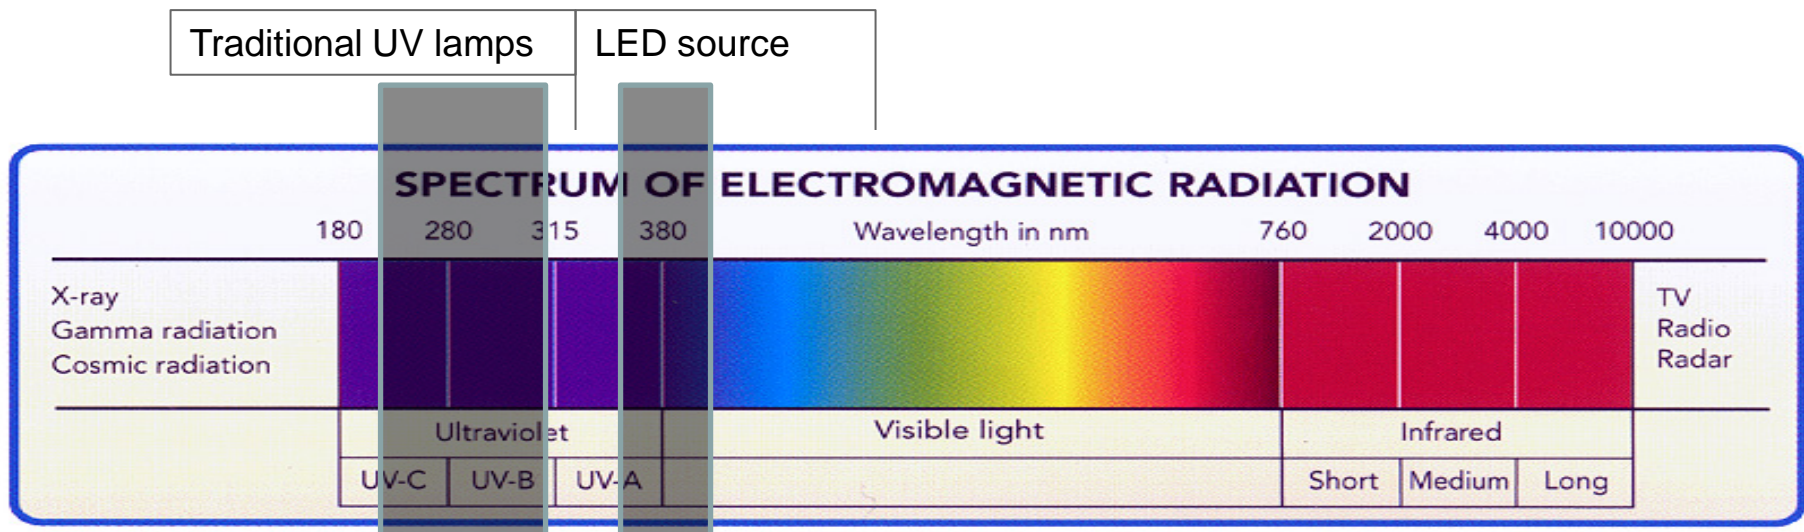 Traditional UV lamps
LED source
SPECTRUM OF ELECTROMAGNETIC RADIATION
180 280 315 380 Wavelength in nm 760 2000 4000 10000
X-ray
Gamma radiation
Cosmic radiation
TV
Radio
Radar
Ultraviolet Visible light Infrared
UV-C UV-B UV-A Short Medium Long